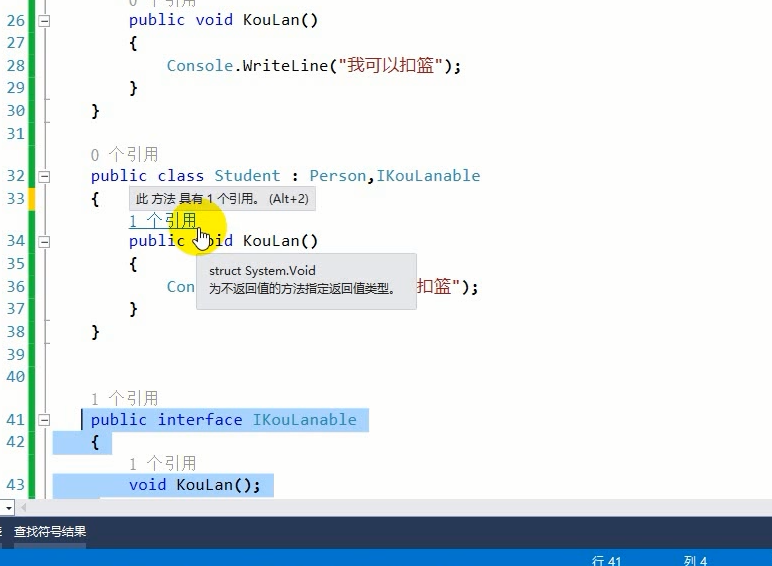 0 个引用
26 public void KouLan()
27 {
28 Console.WriteLine("我可以扣篮");
29 }
30 }
31
0 个引用
32 public class Student : Person,IKouLanable
33 {
此 方法 具有 1 个引用。 (Alt+2)
1 个引用
34 public void KouLan()
35 {
struct System.Void
36 Con 扣篮");
为不返回值的方法指定返回值类型。
37 }
38 }
39
40
1 个引用
41 public interface IKouLanable
42 {
1 个引用
43 void KouLan();
查找符号结果
行 41 列 4